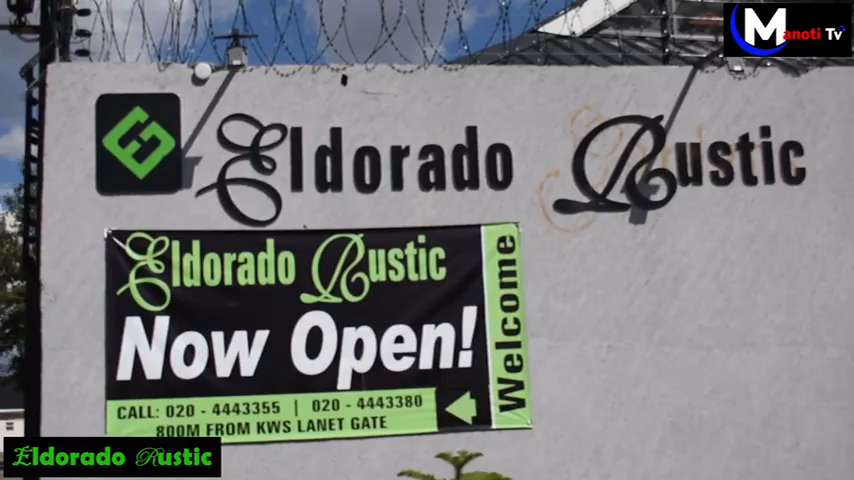 Manoti Tv
Eldorado Rustic
Eldorado Rustic
Now Open!
Welcome
CALL: 020 - 4443355 | 020 - 4443380
800M FROM KWS LANET GATE
Eldorado Rustic